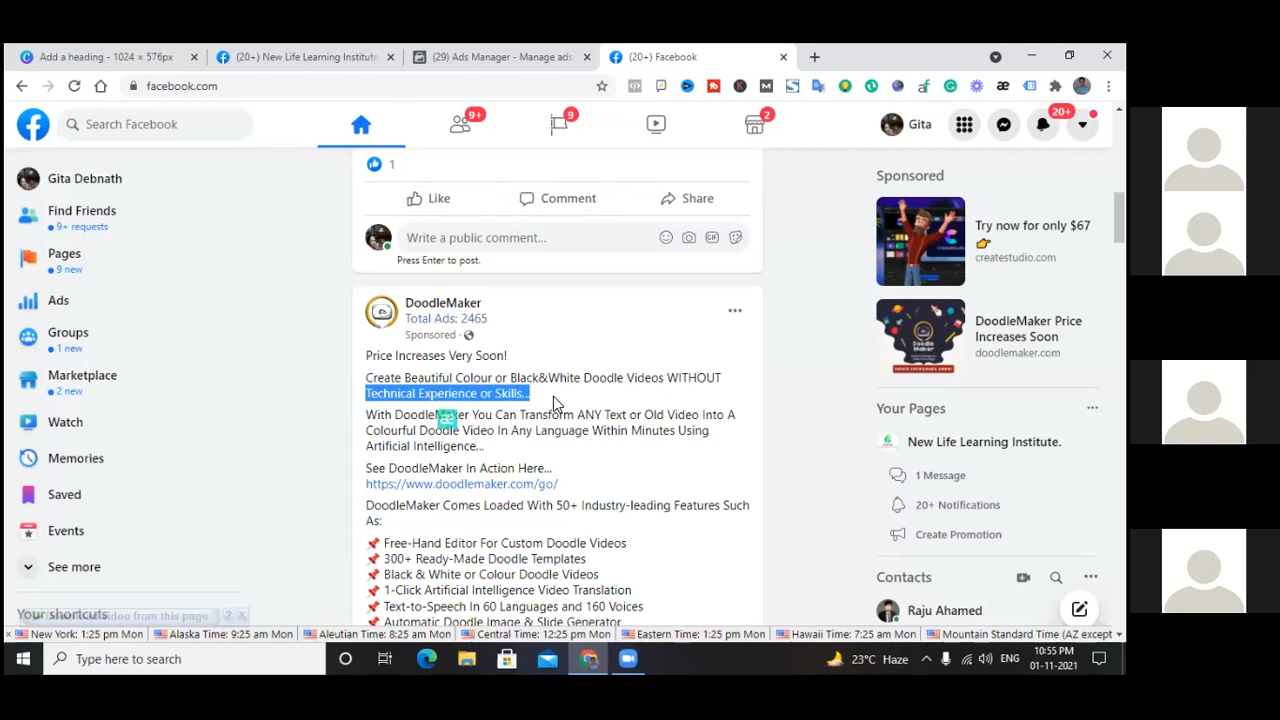 Add a heading - 1024 × 576px
(20+) New Life Learning Institute
(29) Ads Manager - Manage ads
(20+) Facebook
facebook.com
Search Facebook
9+
9
2
Gita
20+
Gita Debnath
Find Friends
9+ requests
Pages
9 new
Ads
Groups
1 new
Marketplace
2 new
Watch
Memories
Saved
Events
See more
Your shortcuts
1
Like
Comment
Share
Write a public comment...
GIF
Press Enter to post.
DoodleMaker
Total Ads: 2465
Sponsored ·
Price Increases Very Soon!
Create Beautiful Colour or Black&White Doodle Videos WITHOUT
Technical Experience or Skills...
With DoodleMaker You Can Transform ANY Text or Old Video Into A
Colourful Doodle Video In Any Language Within Minutes Using
Artificial Intelligence...
See DoodleMaker In Action Here...
https://www.doodlemaker.com/go/
DoodleMaker Comes Loaded With 50+ Industry-leading Features Such
As:
Free-Hand Editor For Custom Doodle Videos
300+ Ready-Made Doodle Templates
Black & White or Colour Doodle Videos
1-Click Artificial Intelligence Video Translation
Text-to-Speech In 60 Languages and 160 Voices
Automatic Doodle Image & Slide Generator
Sponsored
Try now for only $67
createstudio.com
DoodleMaker Price
Increases Soon
doodlemaker.com
Your Pages
New Life Learning Institute.
1 Message
20+ Notifications
Create Promotion
Contacts
Raju Ahamed
New York: 1:25 pm Mon
Alaska Time: 9:25 am Mon
Aleutian Time: 8:25 am Mon
Central Time: 12:25 pm Mon
Eastern Time: 1:25 pm Mon
Hawaii Time: 7:25 am Mon
Mountain Standard Time (AZ except
Type here to search
23°C Haze
ENG
10:55 PM
01-11-2021